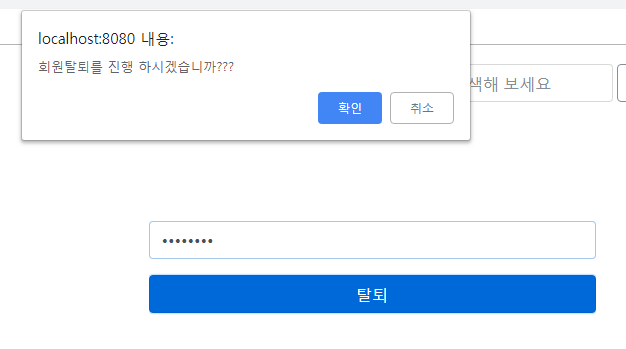 localhost:8080 내용:
회원탈퇴를 진행 하시겠습니까???
확인 취소
색해 보세요
••••••••
탈퇴